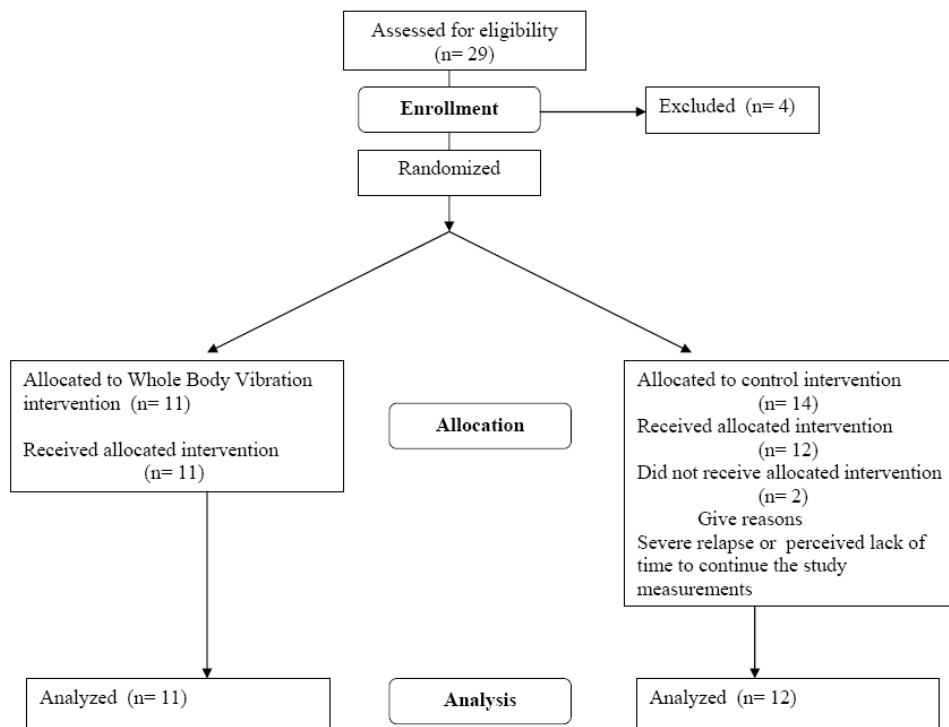 Assessed for eligibility
(n= 29)
Enrollment
Excluded (n= 4)
Randomized
Allocated to Whole Body Vibration
intervention (n= 11)
Received allocated intervention
(n= 11)
Allocation
Allocated to control intervention
(n= 14)
Received allocated intervention
(n= 12)
Did not receive allocated intervention
(n= 2)
Give reasons
Severe relapse or perceived lack of
time to continue the study
measurements
Analyzed (n= 11)
Analysis
Analyzed (n= 12)